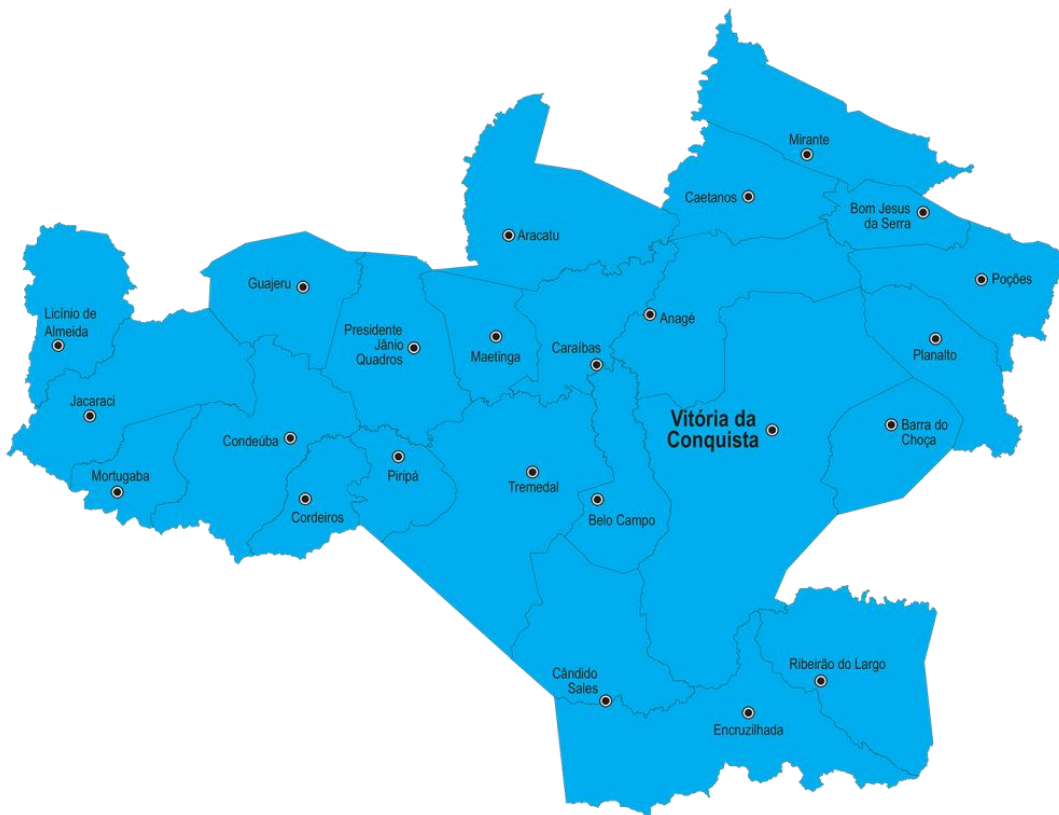 Mirante
Caetanos
Bom Jesus
da Serra
Aracatu
Poções
Guajeru
Licínio de
Almeida
Anagé
Presidente
Jânio
Quadros
Maetinga
Caraíbas
Planalto
Jacaraci
Vitória da
Conquista
Barra do
Choça
Condeúba
Mortugaba
Piripá
Tremedal
Cordeiros
Belo Campo
Ribeirão do Largo
Cândido
Sales
Encruzilhada